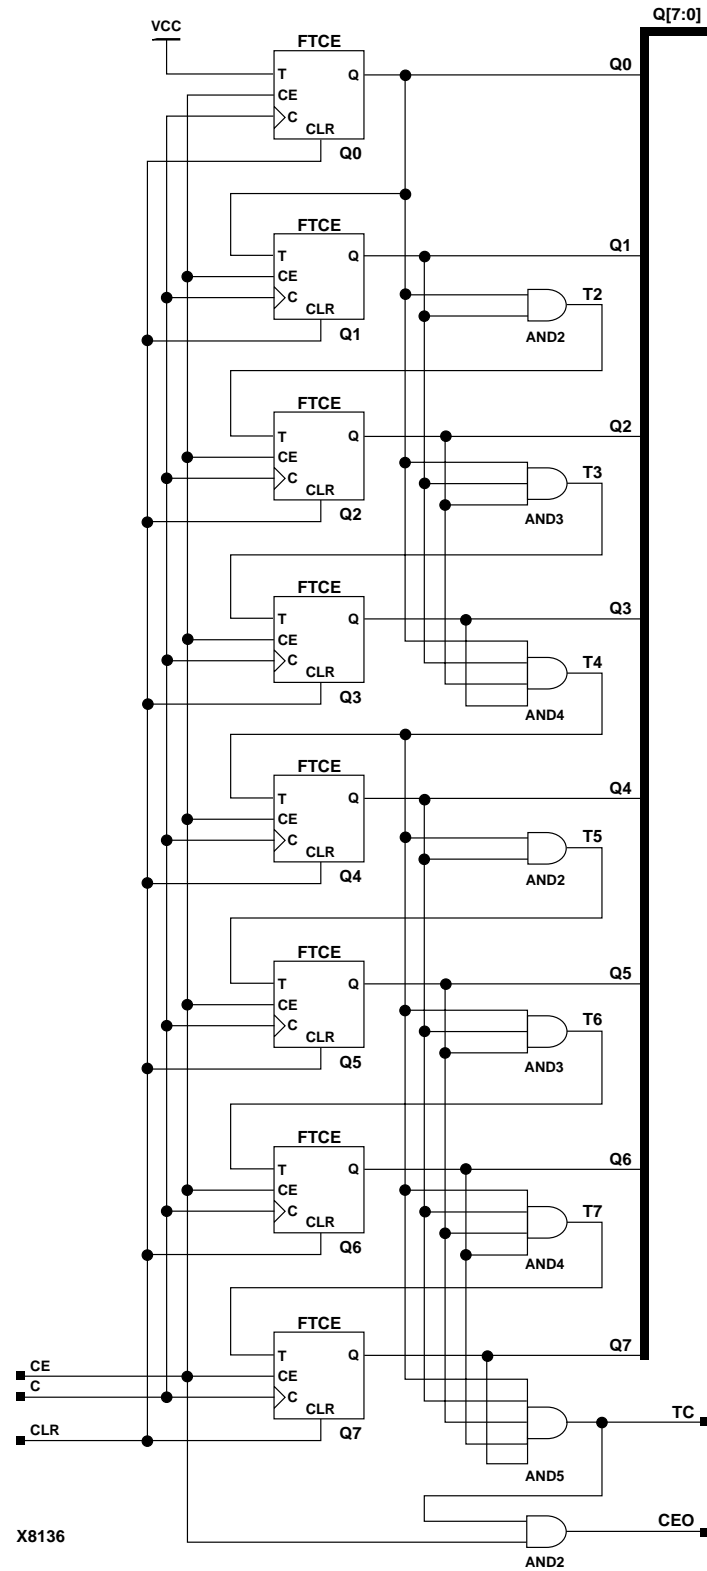 Q[7:0]
VCC
FTCE
T
Q
Q0
CE
C
CLR
Q0
FTCE
T
Q
Q1
CE
C
T2
CLR
Q1
AND2
FTCE
T
Q
Q2
CE
C
T3
CLR
Q2
AND3
FTCE
T
Q
Q3
CE
C
T4
CLR
Q3
AND4
FTCE
T
Q
Q4
CE
C
T5
CLR
Q4
AND2
FTCE
T
Q
Q5
CE
C
T6
CLR
Q5
AND3
FTCE
T
Q
Q6
CE
C
T7
CLR
Q6
AND4
FTCE
T
Q
Q7
CE
CE
C
C
CLR
TC
CLR
Q7
AND5
CEO
X8136
AND2